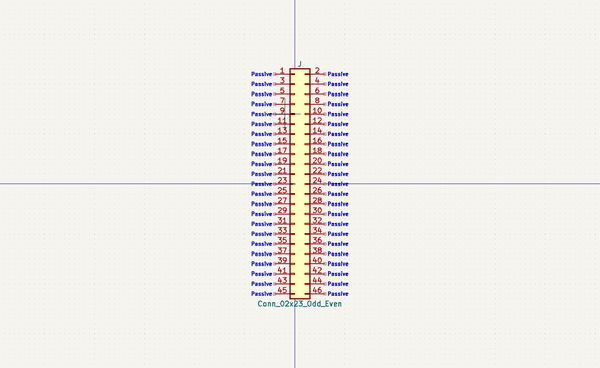 J
Passive 1 2 Passive
Passive 3 4 Passive
Passive 5 6 Passive
Passive 7 8 Passive
Passive 9 10 Passive
Passive 11 12 Passive
Passive 13 14 Passive
Passive 15 16 Passive
Passive 17 18 Passive
Passive 19 20 Passive
Passive 21 22 Passive
Passive 23 24 Passive
Passive 25 26 Passive
Passive 27 28 Passive
Passive 29 30 Passive
Passive 31 32 Passive
Passive 33 34 Passive
Passive 35 36 Passive
Passive 37 38 Passive
Passive 39 40 Passive
Passive 41 42 Passive
Passive 43 44 Passive
Passive 45 46 Passive
Conn_02x23_Odd_Even